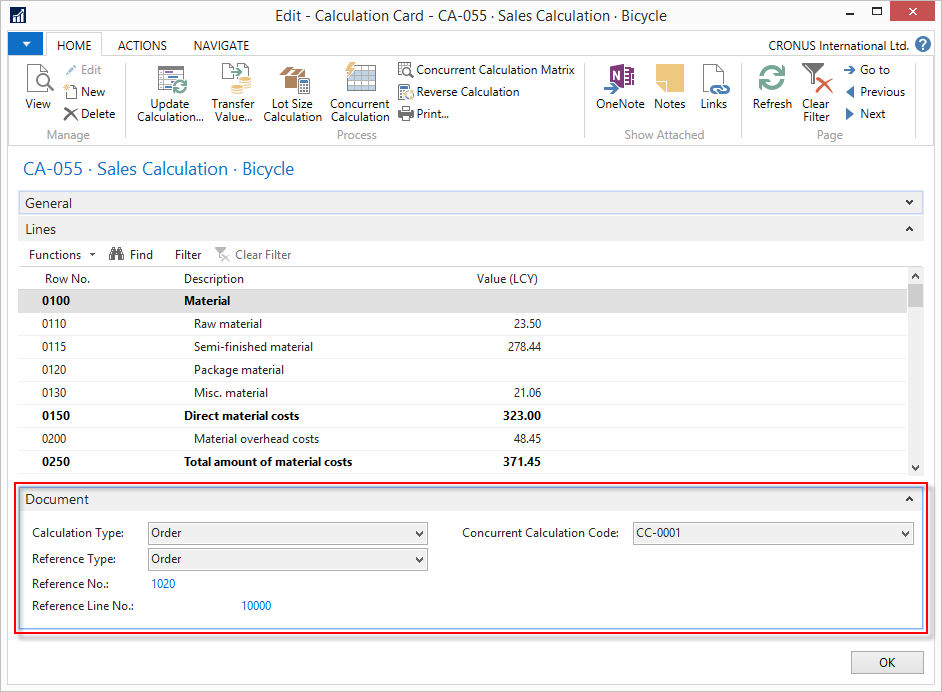 Edit - Calculation Card - CA-055 · Sales Calculation · Bicycle
HOME ACTIONS NAVIGATE CRONUS International Ltd. ?
View
Edit
New
Delete
Manage
Update Calculation...
Transfer Value...
Lot Size Calculation
Concurrent Calculation
Concurrent Calculation Matrix
Reverse Calculation
Print...
Process
N
OneNote
Notes
Links
Show Attached
Refresh
Clear Filter
Go to
Previous
Next
Page
CA-055 · Sales Calculation · Bicycle
General
Lines
Functions Find Filter Clear Filter
Row No. Description Value (LCY)
0100 Material
0110 Raw material 23.50
0115 Semi-finished material 278.44
0120 Package material
0130 Misc. material 21.06
0150 Direct material costs 323.00
0200 Material overhead costs 48.45
0250 Total amount of material costs 371.45
Document
Calculation Type: Order Concurrent Calculation Code: CC-0001
Reference Type: Order
Reference No.: 1020
Reference Line No.: 10000
OK